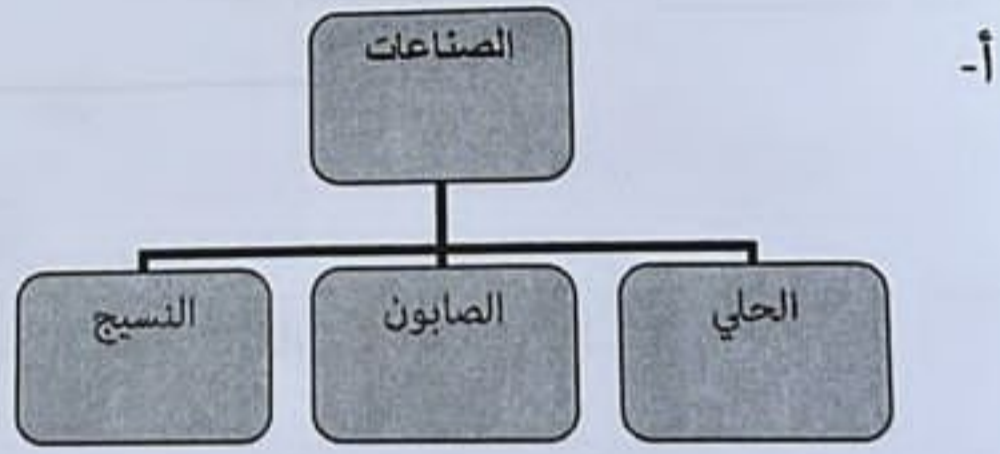 أ-
الصناعات
الحلي
الصابون
النسيج